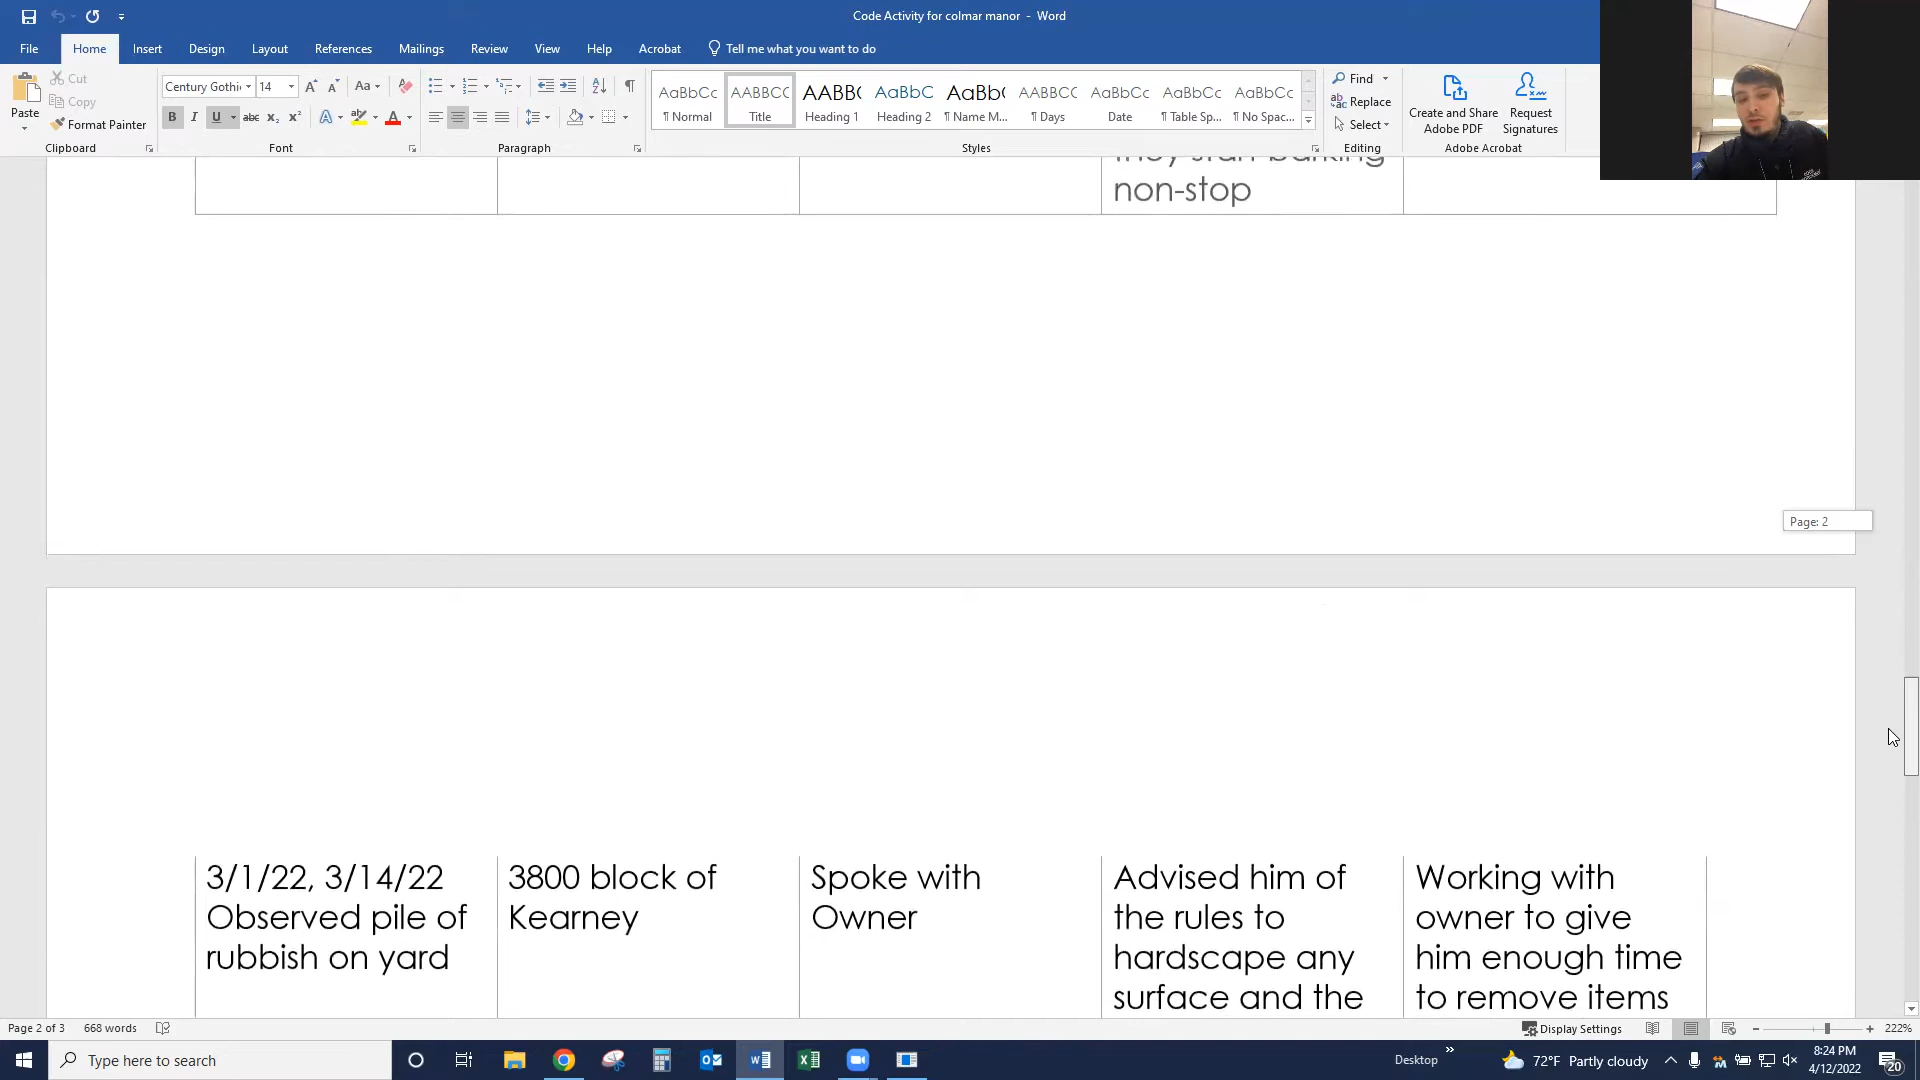 Code Activity for colmar manor - Word
File Home Insert Design Layout References Mailings Review View Help Acrobat Tell me what you want to do
Paste
Cut
Copy
Format Painter
Clipboard
Century Gothi 14
Font
Paragraph
AaBbCc AABBCC AABB( AaBbC AaBb( AABBCC AaBbCc AaBbCc AaBbCc
¶ Normal Title Heading 1 Heading 2 ¶ Name M... ¶ Days Date ¶ Table Sp... ¶ No Spac...
Styles
Find
Replace
Select
Editing
Create and Share Adobe PDF
Request Signatures
Adobe Acrobat
they start barking
non-stop
Page: 2
3/1/22, 3/14/22
Observed pile of
rubbish on yard
3800 block of
Kearney
Spoke with
Owner
Advised him of
the rules to
hardscape any
surface and the
Working with
owner to give
him enough time
to remove items
Page 2 of 3 668 words
Display Settings
222%
Type here to search
Desktop
72°F Partly cloudy
8:24 PM
4/12/2022
20